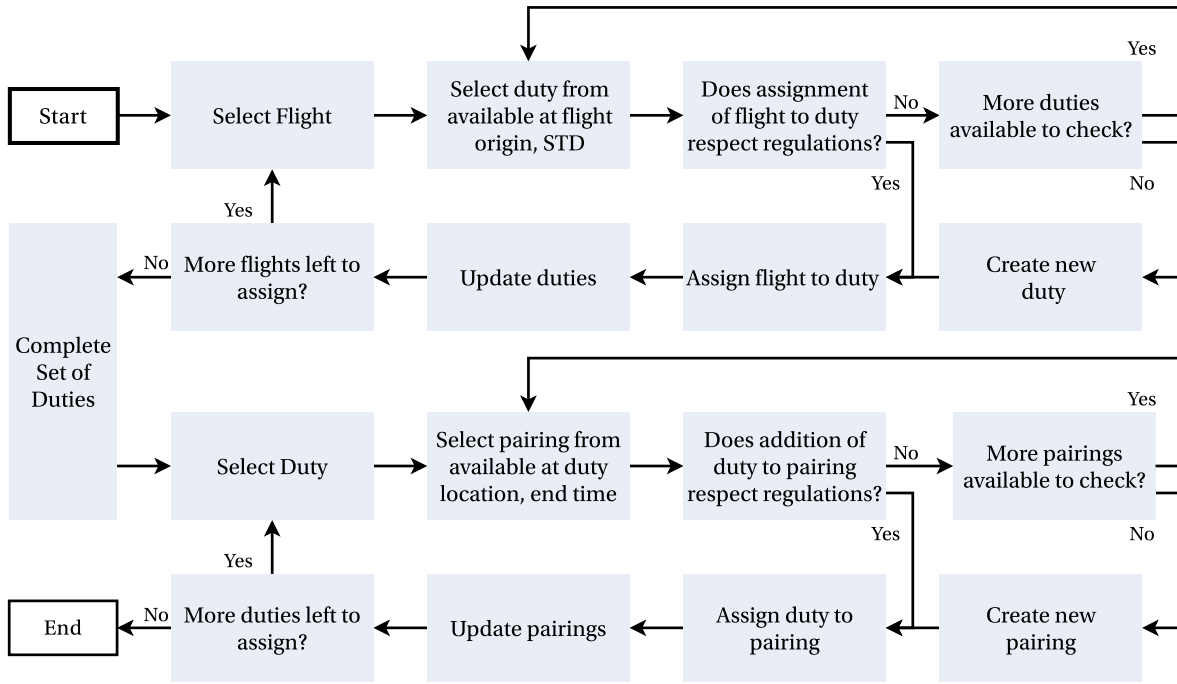 Yes
Start
Select Flight
Select duty from
available at flight
origin, STD
Does assignment
of flight to duty
respect regulations?
No
More duties
available to check?
Yes
No
Yes
Complete
Set of
Duties
No
More flights left to
assign?
Update duties
Assign flight to duty
Create new
duty
Yes
Select Duty
Select pairing from
available at duty
location, end time
Does addition of
duty to pairing
respect regulations?
No
More pairings
available to check?
Yes
No
Yes
End
No
More duties left to
assign?
Update pairings
Assign duty to
pairing
Create new
pairing